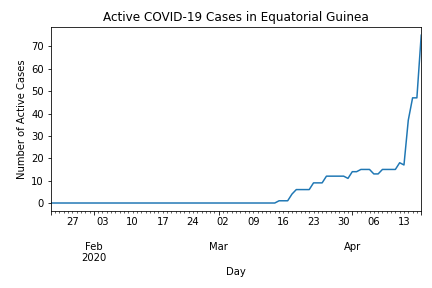 Active COVID-19 Cases in Equatorial Guinea
Number of Active Cases
70
60
50
40
30
20
10
0
27 03 10 17 24 02 09 16 23 30 06 13
Feb Mar Apr
2020
Day